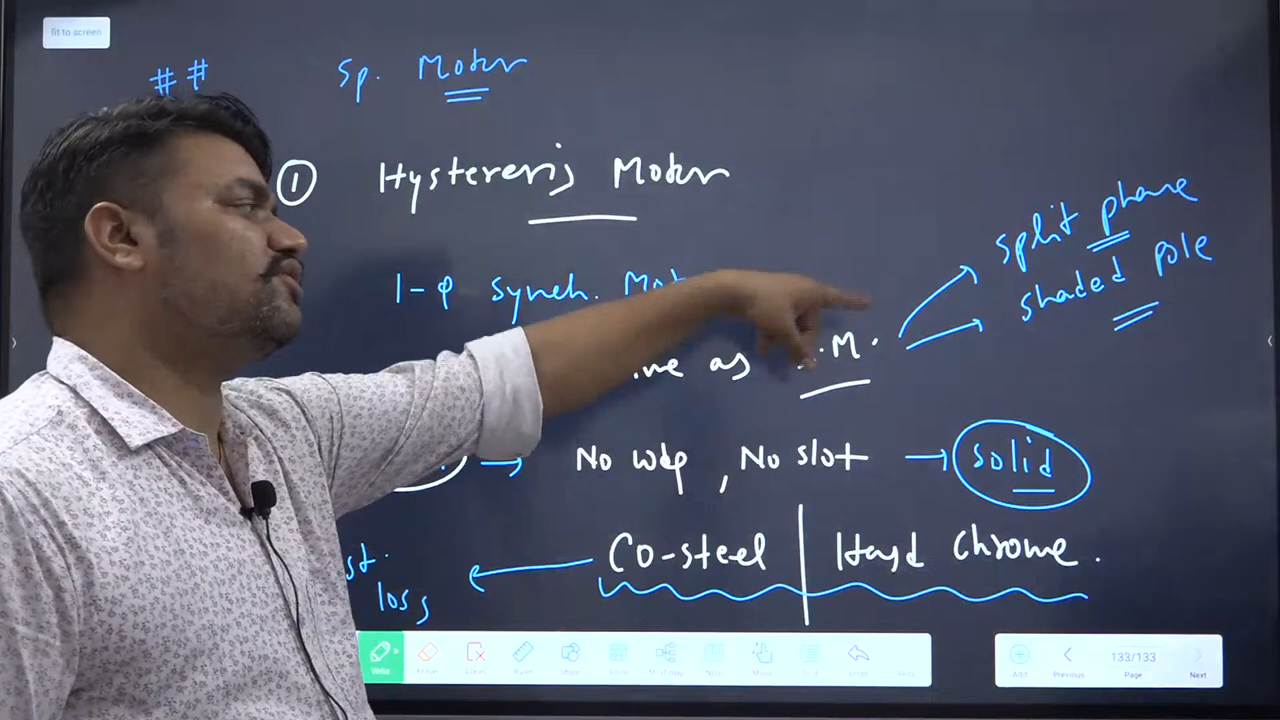 fit to screen
## Sp. Motor
① Hysteresis Motor
split phase
1-φ synch. Mot
shaded pole
as .M.
→ No wdg , No slot → solid
Co-steel | Hard chrome.
st.
loss
133/133
Add Previous Page Next